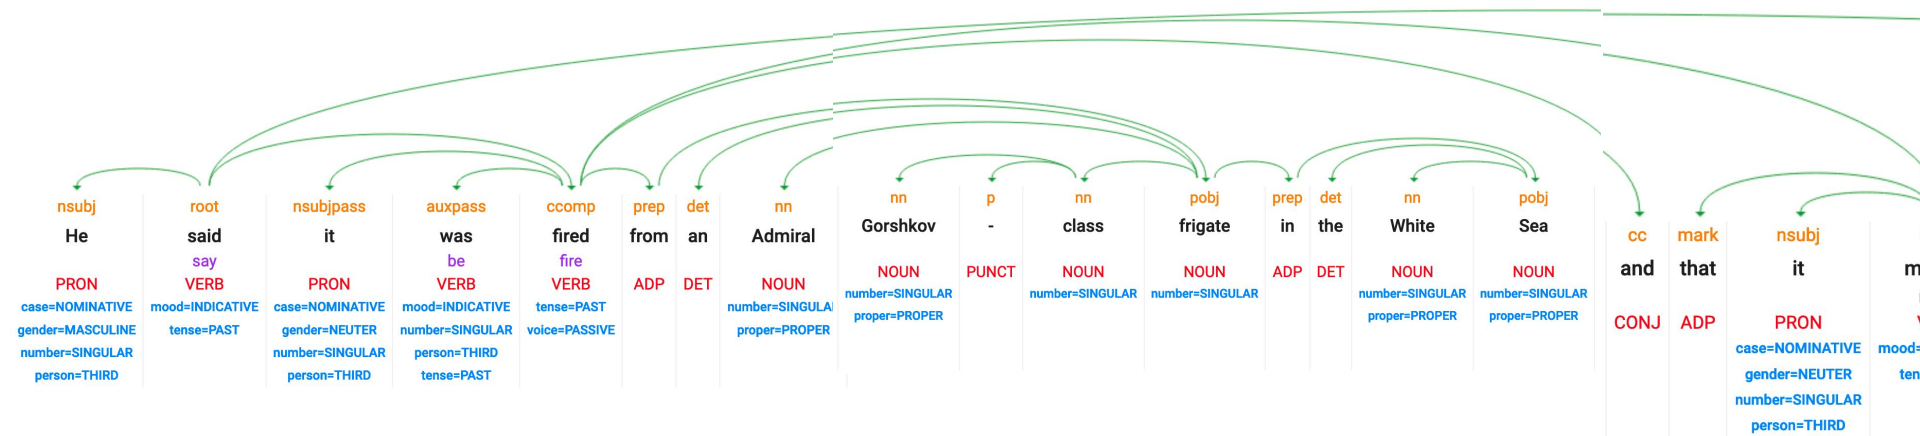 nsubj root nsubjpass auxpass ccomp prep det nn nn p nn pobj prep det nn pobj cc mark nsubj
He said it was fired from an Admiral Gorshkov - class frigate in the White Sea and that it
say be fire
PRON VERB PRON VERB VERB ADP DET NOUN NOUN PUNCT NOUN NOUN ADP DET NOUN NOUN CONJ ADP PRON
case=NOMINATIVE mood=INDICATIVE case=NOMINATIVE mood=INDICATIVE tense=PAST number=SINGULA number=SINGULAR number=SINGULAR number=SINGULAR number=SINGULAR number=SINGULAR case=NOMINATIVE mood=
gender=MASCULINE tense=PAST gender=NEUTER number=SINGULAR voice=PASSIVE proper=PROPER proper=PROPER proper=PROPER proper=PROPER gender=NEUTER ten
number=SINGULAR number=SINGULAR person=THIRD number=SINGULAR
person=THIRD person=THIRD tense=PAST person=THIRD